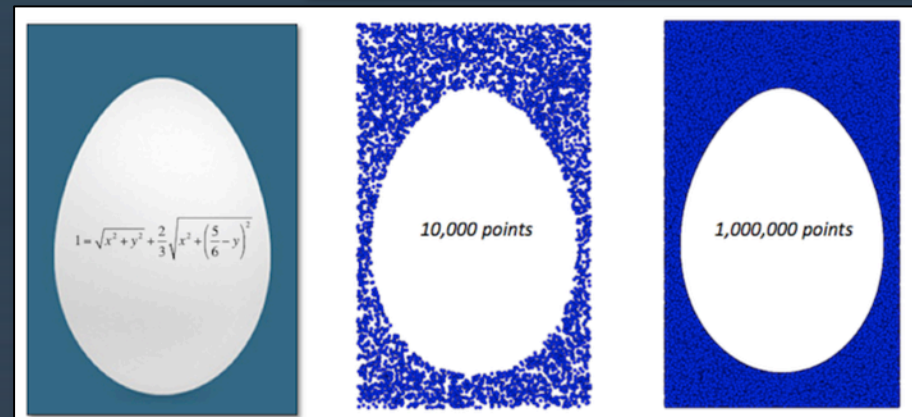 1 = √(x² + y²) + 2/3 √(x² + (5/6 − y)²)
10,000 points
1,000,000 points